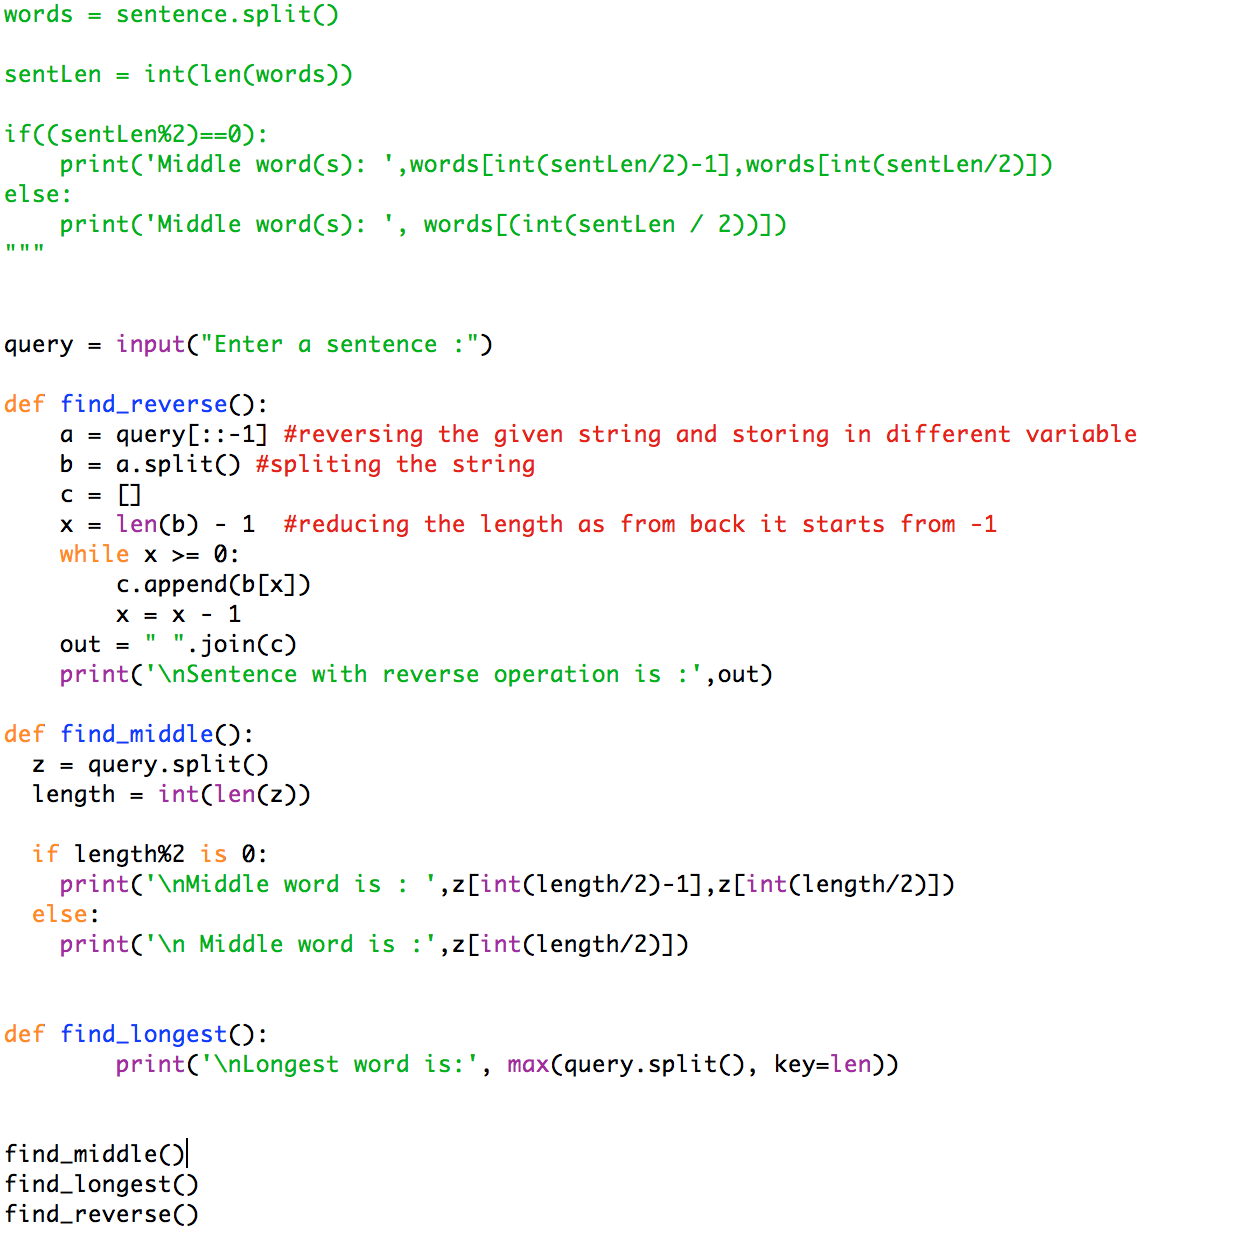 words = sentence.split()
sentLen = int(len(words))
if((sentLen%2)==0):
    print('Middle word(s): ',words[int(sentLen/2)-1],words[int(sentLen/2)])
else:
    print('Middle word(s): ', words[(int(sentLen / 2))])
"""
query = input("Enter a sentence :")
def find_reverse():
    a = query[::-1] #reversing the given string and storing in different variable
    b = a.split() #spliting the string
    c = []
    x = len(b) - 1  #reducing the length as from back it starts from -1
    while x >= 0:
        c.append(b[x])
        x = x - 1
    out = " ".join(c)
    print('\nSentence with reverse operation is :',out)
def find_middle():
  z = query.split()
  length = int(len(z))
  if length%2 is 0:
    print('\nMiddle word is : ',z[int(length/2)-1],z[int(length/2)])
  else:
    print('\n Middle word is :',z[int(length/2)])
def find_longest():
        print('\nLongest word is:', max(query.split(), key=len))
find_middle()
find_longest()
find_reverse()